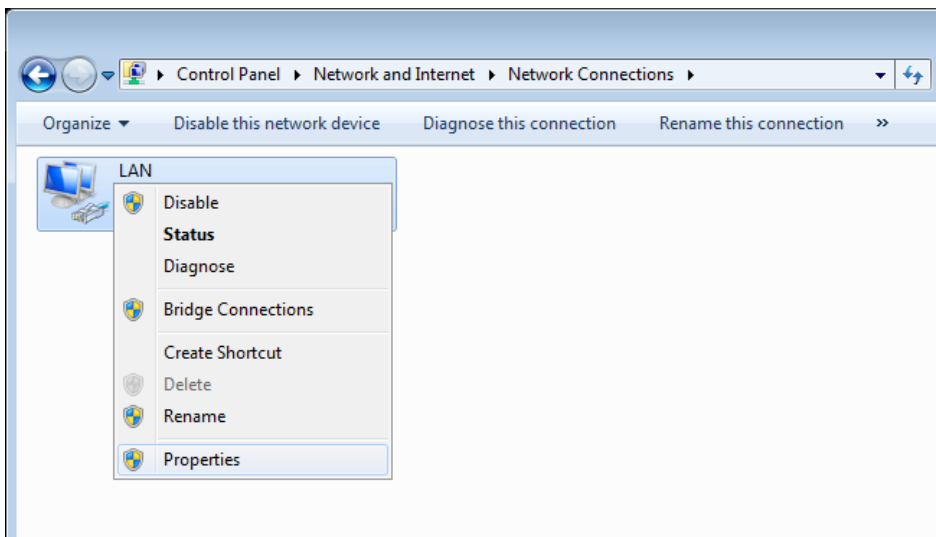 Control Panel Network and Internet Network Connections
Organize Disable this network device Diagnose this connection Rename this connection »
LAN
Disable
Status
Diagnose
Bridge Connections
Create Shortcut
Delete
Rename
Properties